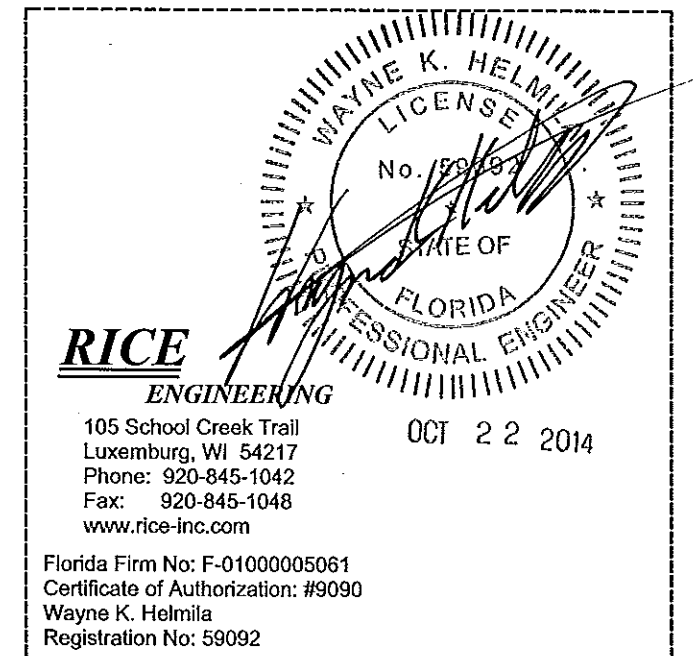 WAYNE K. HELMILA
LICENSE
No. 59092
STATE OF
FLORIDA
PROFESSIONAL ENGINEER
RICE
ENGINEERING
105 School Creek Trail
Luxemburg, WI 54217
Phone: 920-845-1042
Fax: 920-845-1048
www.rice-inc.com
OCT 22 2014
Florida Firm No: F-01000005061
Certificate of Authorization: #9090
Wayne K. Helmila
Registration No: 59092